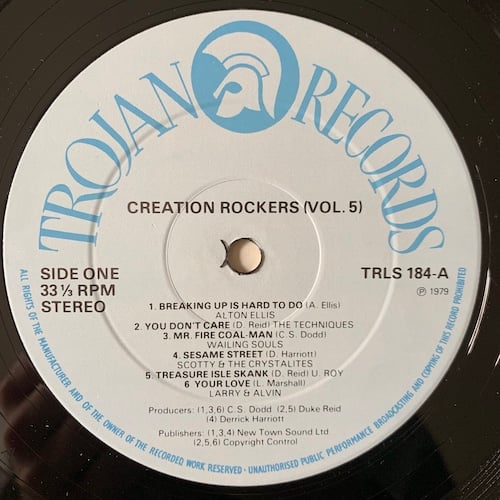 TROJAN RECORDS
CREATION ROCKERS (VOL. 5)
SIDE ONE
33 ⅓ RPM
STEREO
TRLS 184-A
℗ 1979
1. BREAKING UP IS HARD TO DO (A. Ellis)
ALTON ELLIS
2. YOU DON'T CARE (D. Reid) THE TECHNIQUES
3. MR. FIRE COAL-MAN (C.S. Dodd)
WAILING SOULS
4. SESAME STREET (D. Harriott)
SCOTTY & THE CRYSTALITES
5. TREASURE ISLE SKANK (D. Reid) U. ROY
6 YOUR LOVE (L. Marshall)
LARRY & ALVIN
Producers: (1,3,6) C.S. Dodd (2,5) Duke Reid
(4) Derrick Harriott
Publishers: (1,3,4) New Town Sound Ltd.
(2,5,6) Copyright Control
ALL RIGHTS OF THE MANUFACTURER AND OF THE OWNER OF THE RECORDED WORK RESERVED · UNAUTHORISED PUBLIC PERFORMANCE BROADCASTING AND COPYING OF THIS RECORD PROHIBITED